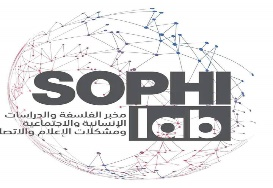 SOPHI
lab
مخبر الفلسفة والدراسات
الإنسانية والاجتماعية
ومشكلات الإعلام والاتصا